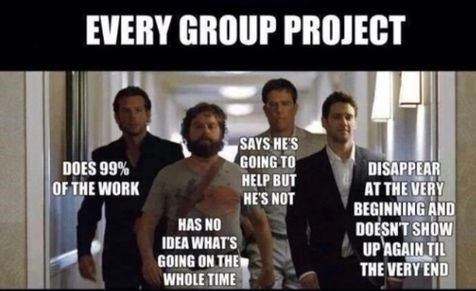 EVERY GROUP PROJECT
DOES 99%
OF THE WORK
HAS NO
IDEA WHAT'S
GOING ON THE
WHOLE TIME
SAYS HE'S
GOING TO
HELP BUT
HE'S NOT
DISAPPEAR
AT THE VERY
BEGINNING AND
DOESN'T SHOW
UP AGAIN TIL
THE VERY END